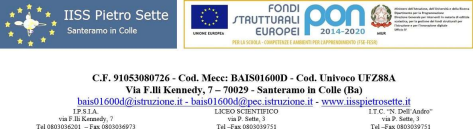 IISS Pietro Sette
Santeramo in Colle
UNIONE EUROPEA
FONDI
STRUTTURALI
EUROPEI
pon
2014-2020
MIUR
PER LA SCUOLA - COMPETENZE E AMBIENTI PER L'APPRENDIMENTO (FSE-FESR)
C.F. 91053080726 - Cod. Mecc: BAIS01600D - Cod. Univoco UFZ88A
Via F.lli Kennedy, 7 – 70029 - Santeramo in Colle (Ba)
bais01600d@istruzione.it - bais01600d@pec.istruzione.it - www.iisspietrosette.it
I.P.S.I.A. LICEO SCIENTIFICO I.T.C. "N. Dell'Andro"
via F.lli Kennedy, 7 via P. Sette, 3 via P. Sette, 3
Tel 0803036201 – Fax 0803036973 Tel –Fax 0803039751 Tel –Fax 0803039751